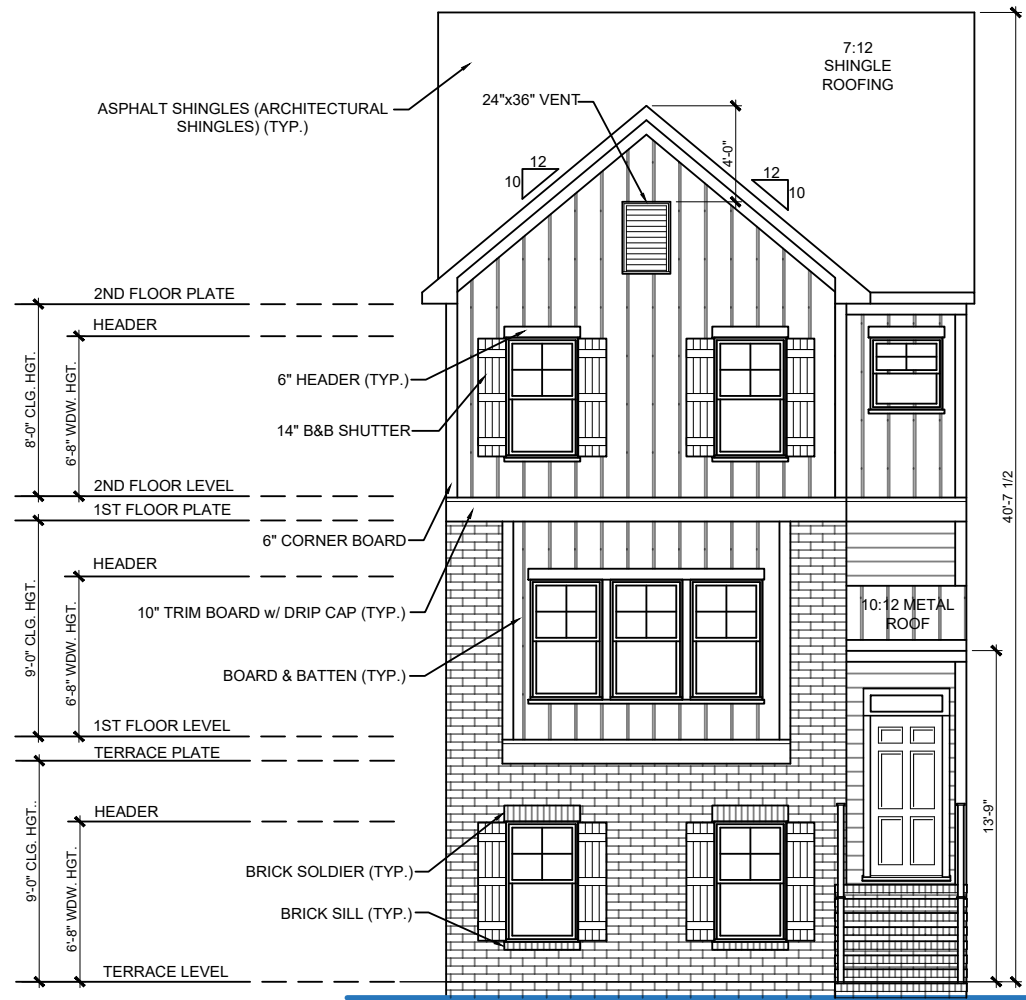 7:12
SHINGLE
ROOFING
24"x36" VENT
ASPHALT SHINGLES (ARCHITECTURAL
SHINGLES) (TYP.)
4'-0"
12
10
12
10
2ND FLOOR PLATE
HEADER
8'-0" CLG. HGT.
6'-8" WDW. HGT.
6" HEADER (TYP.)
14" B&B SHUTTER
2ND FLOOR LEVEL
1ST FLOOR PLATE
40'-7 1/2
6" CORNER BOARD
HEADER
9'-0" CLG. HGT.
6'-8" WDW. HGT.
10" TRIM BOARD w/ DRIP CAP (TYP.)
10:12 METAL
ROOF
BOARD & BATTEN (TYP.)
1ST FLOOR LEVEL
TERRACE PLATE
HEADER
9'-0" CLG. HGT..
6'-8" WDW. HGT.
13'-9"
BRICK SOLDIER (TYP.)
BRICK SILL (TYP.)
TERRACE LEVEL